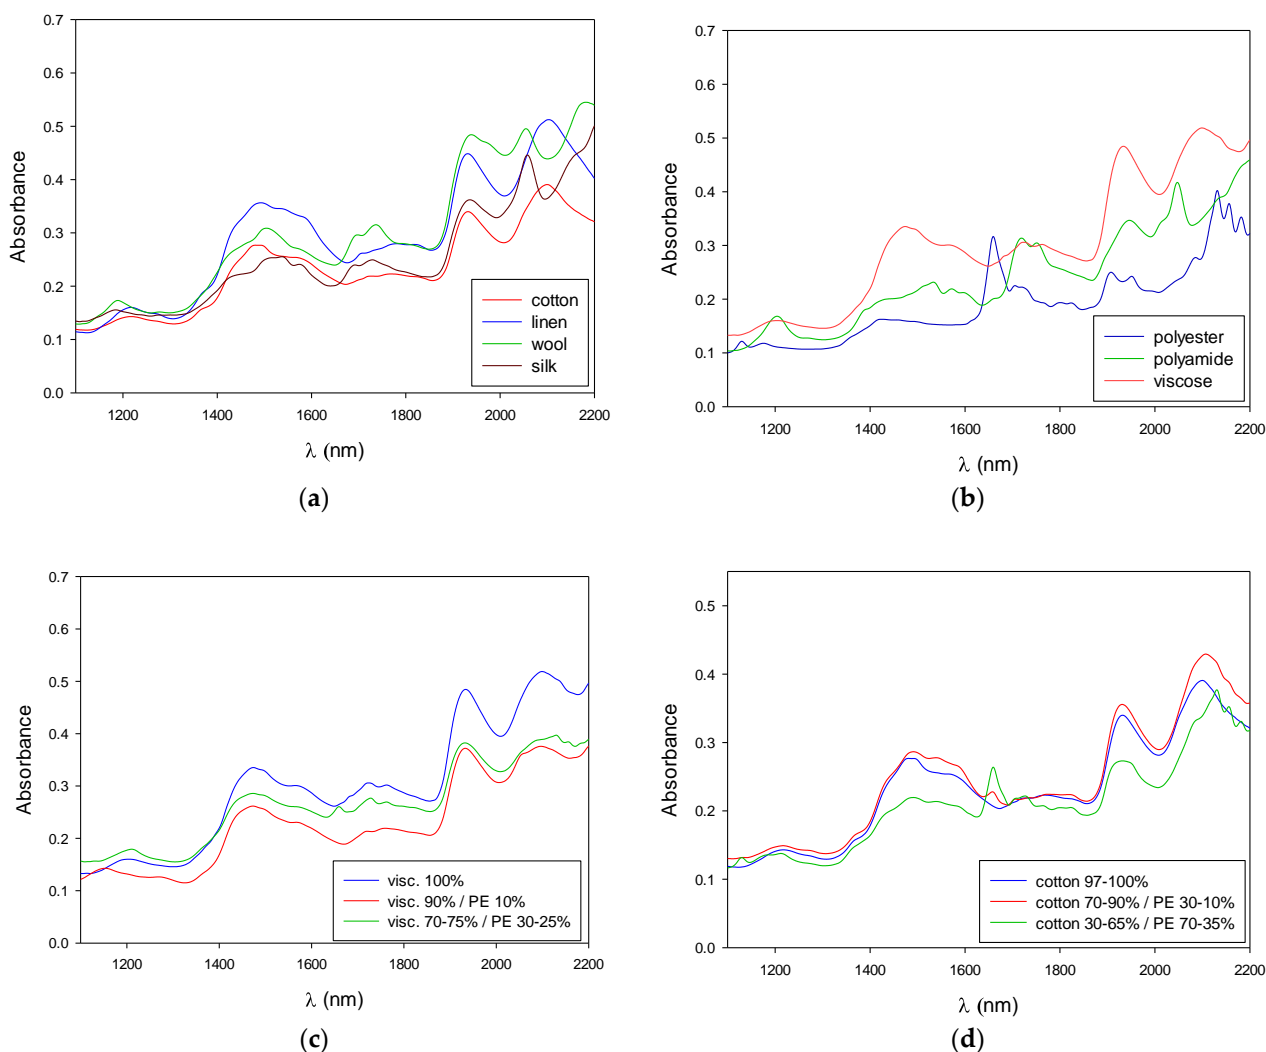 0.7
0.6
0.5
0.4
0.3
0.2
0.1
0.0
Absorbance
1200 1400 1600 1800 2000 2200
λ (nm)
cotton
linen
wool
silk
(a)
0.7
0.6
0.5
0.4
0.3
0.2
0.1
0.0
Absorbance
1200 1400 1600 1800 2000 2200
λ (nm)
polyester
polyamide
viscose
(b)
0.7
0.6
0.5
0.4
0.3
0.2
0.1
0.0
Absorbance
1200 1400 1600 1800 2000 2200
λ (nm)
visc. 100%
visc. 90% / PE 10%
visc. 70-75% / PE 30-25%
(c)
0.5
0.4
0.3
0.2
0.1
0.0
Absorbance
1200 1400 1600 1800 2000 2200
λ (nm)
cotton 97-100%
cotton 70-90% / PE 30-10%
cotton 30-65% / PE 70-35%
(d)